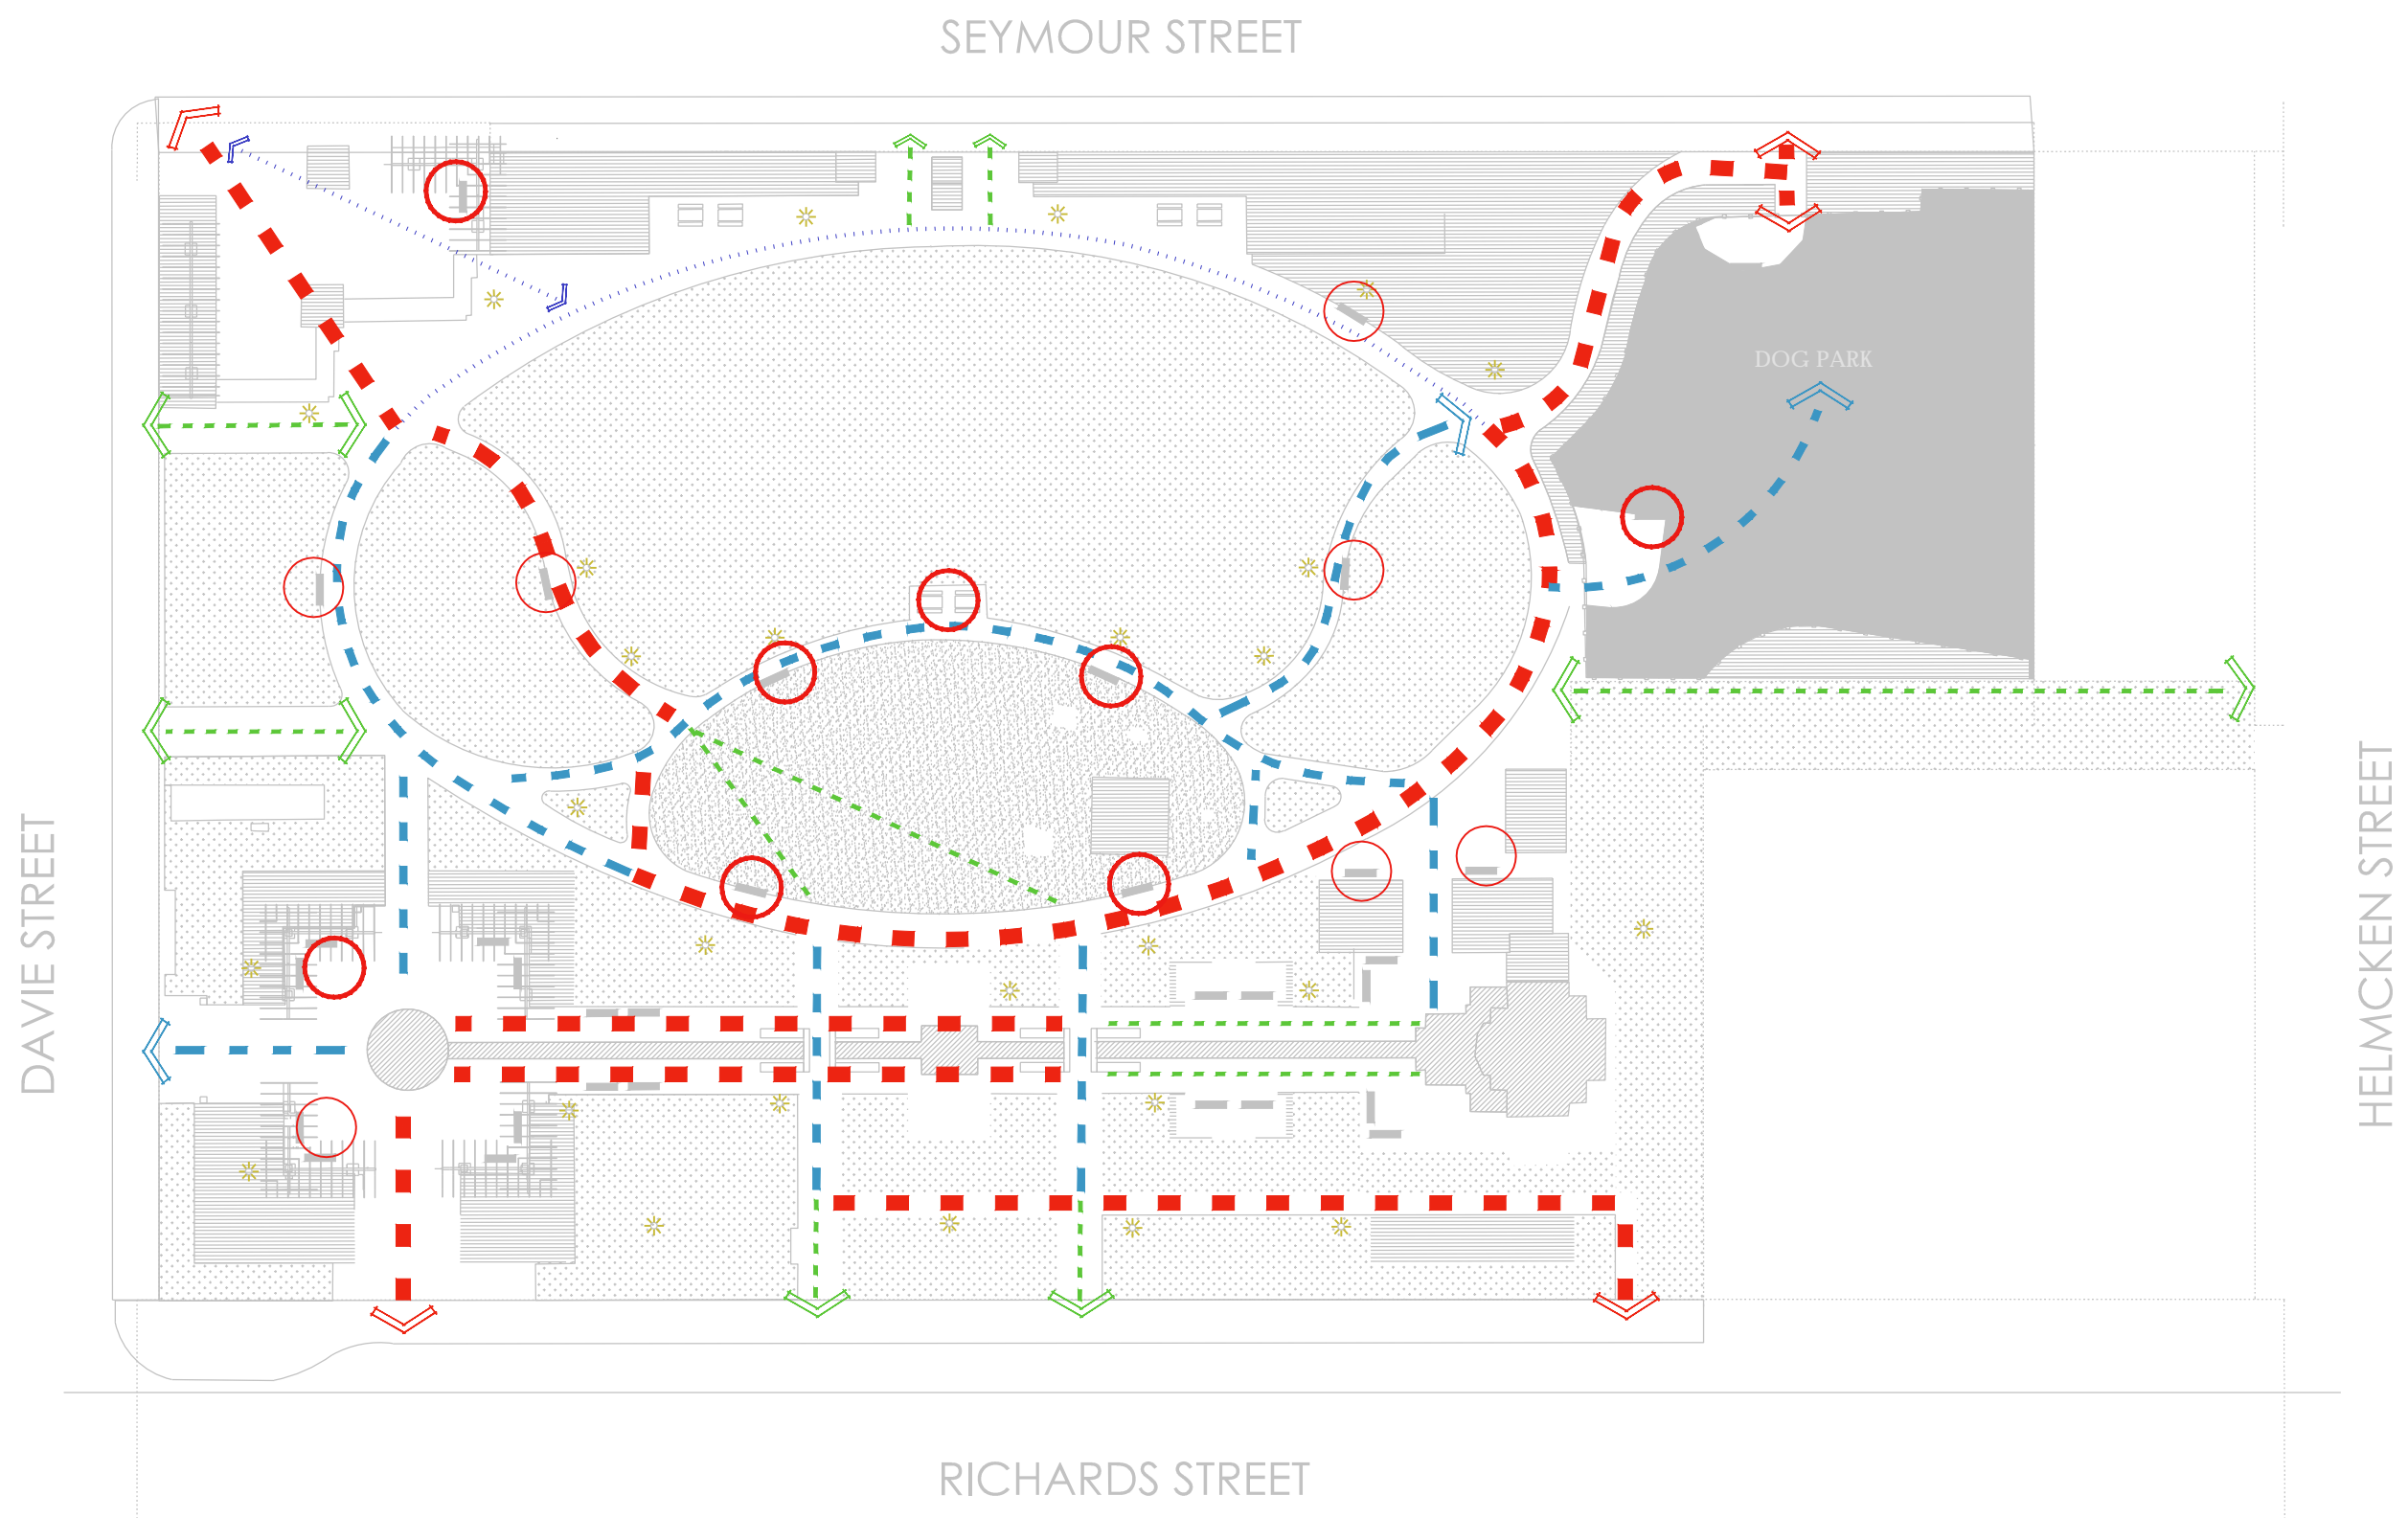 SEYMOUR STREET
DOG PARK
DAVIE STREET
HELMCKEN STREET
RICHARDS STREET